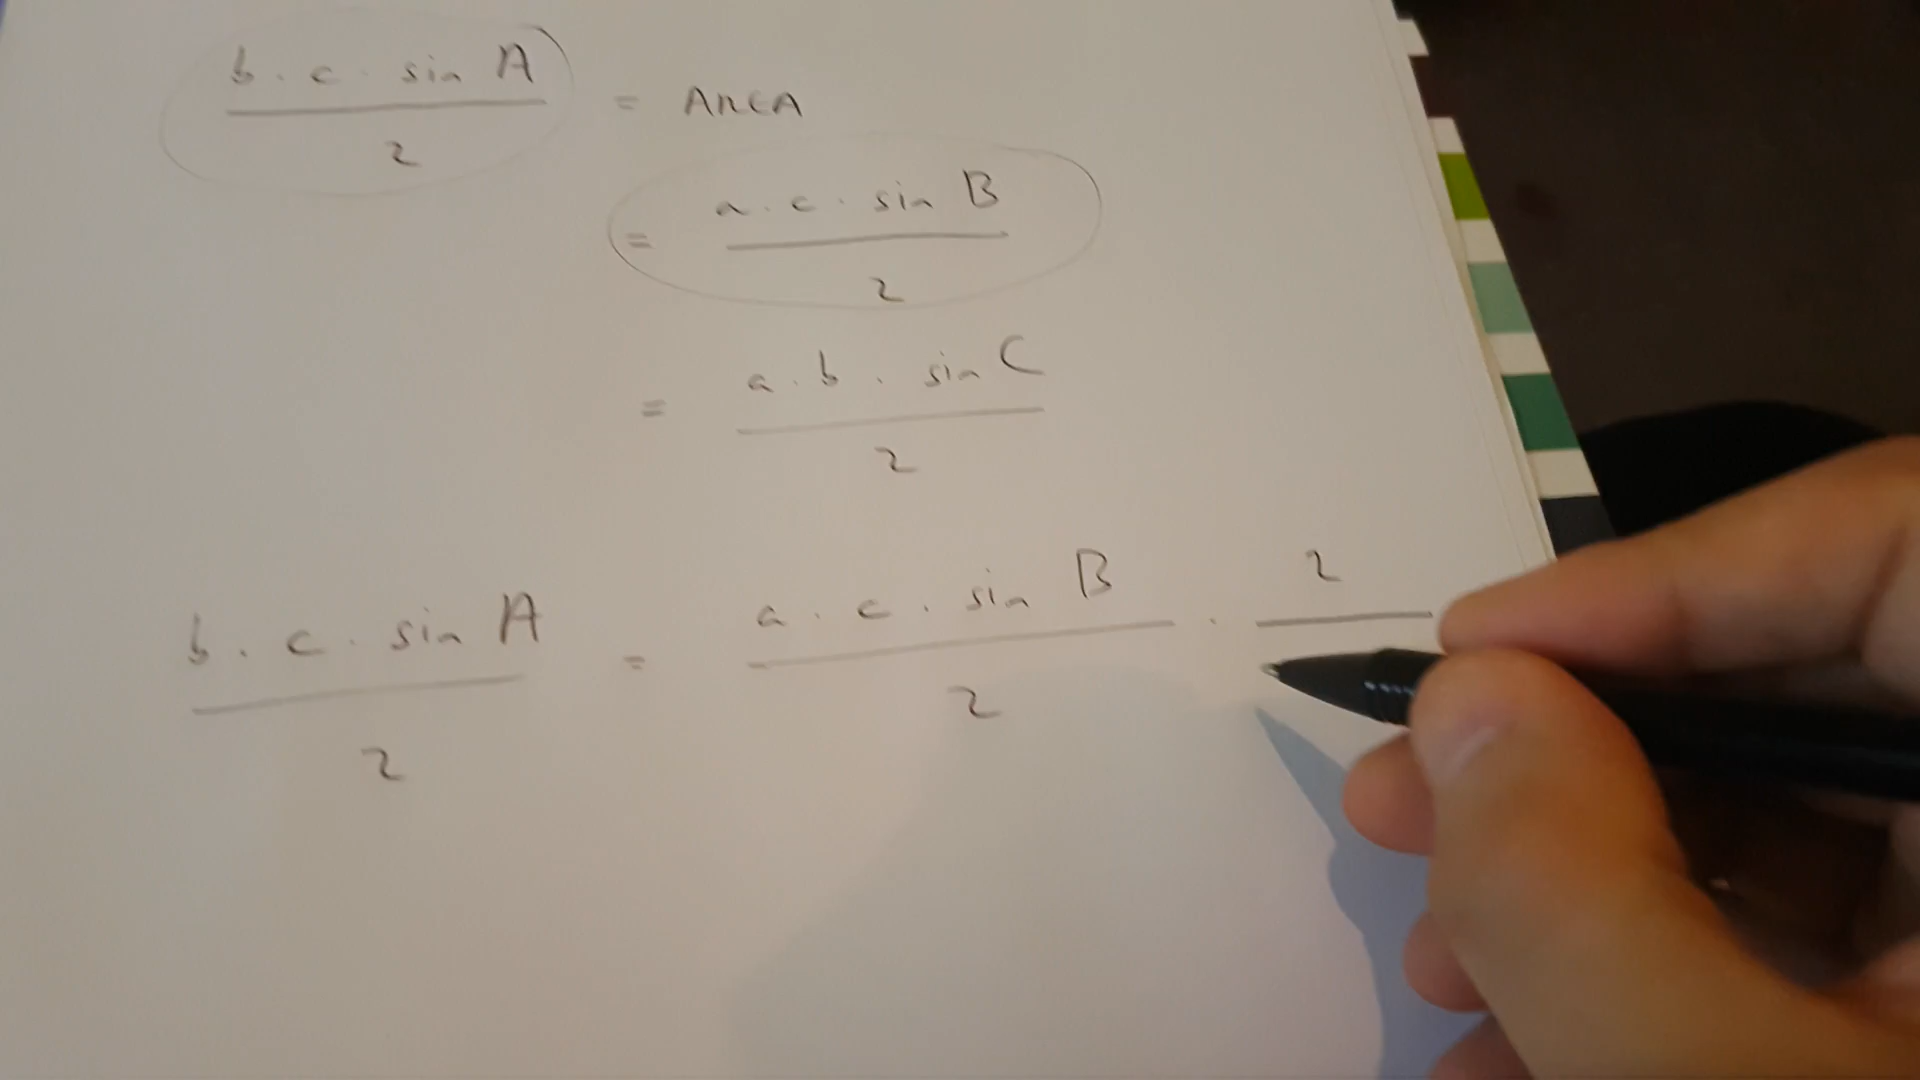 b · c · sin A / 2 = AREA
= a · c · sin B / 2
= a · b · sin C / 2
b · c · sin A / 2 = a · c · sin B / 2 · 2 /